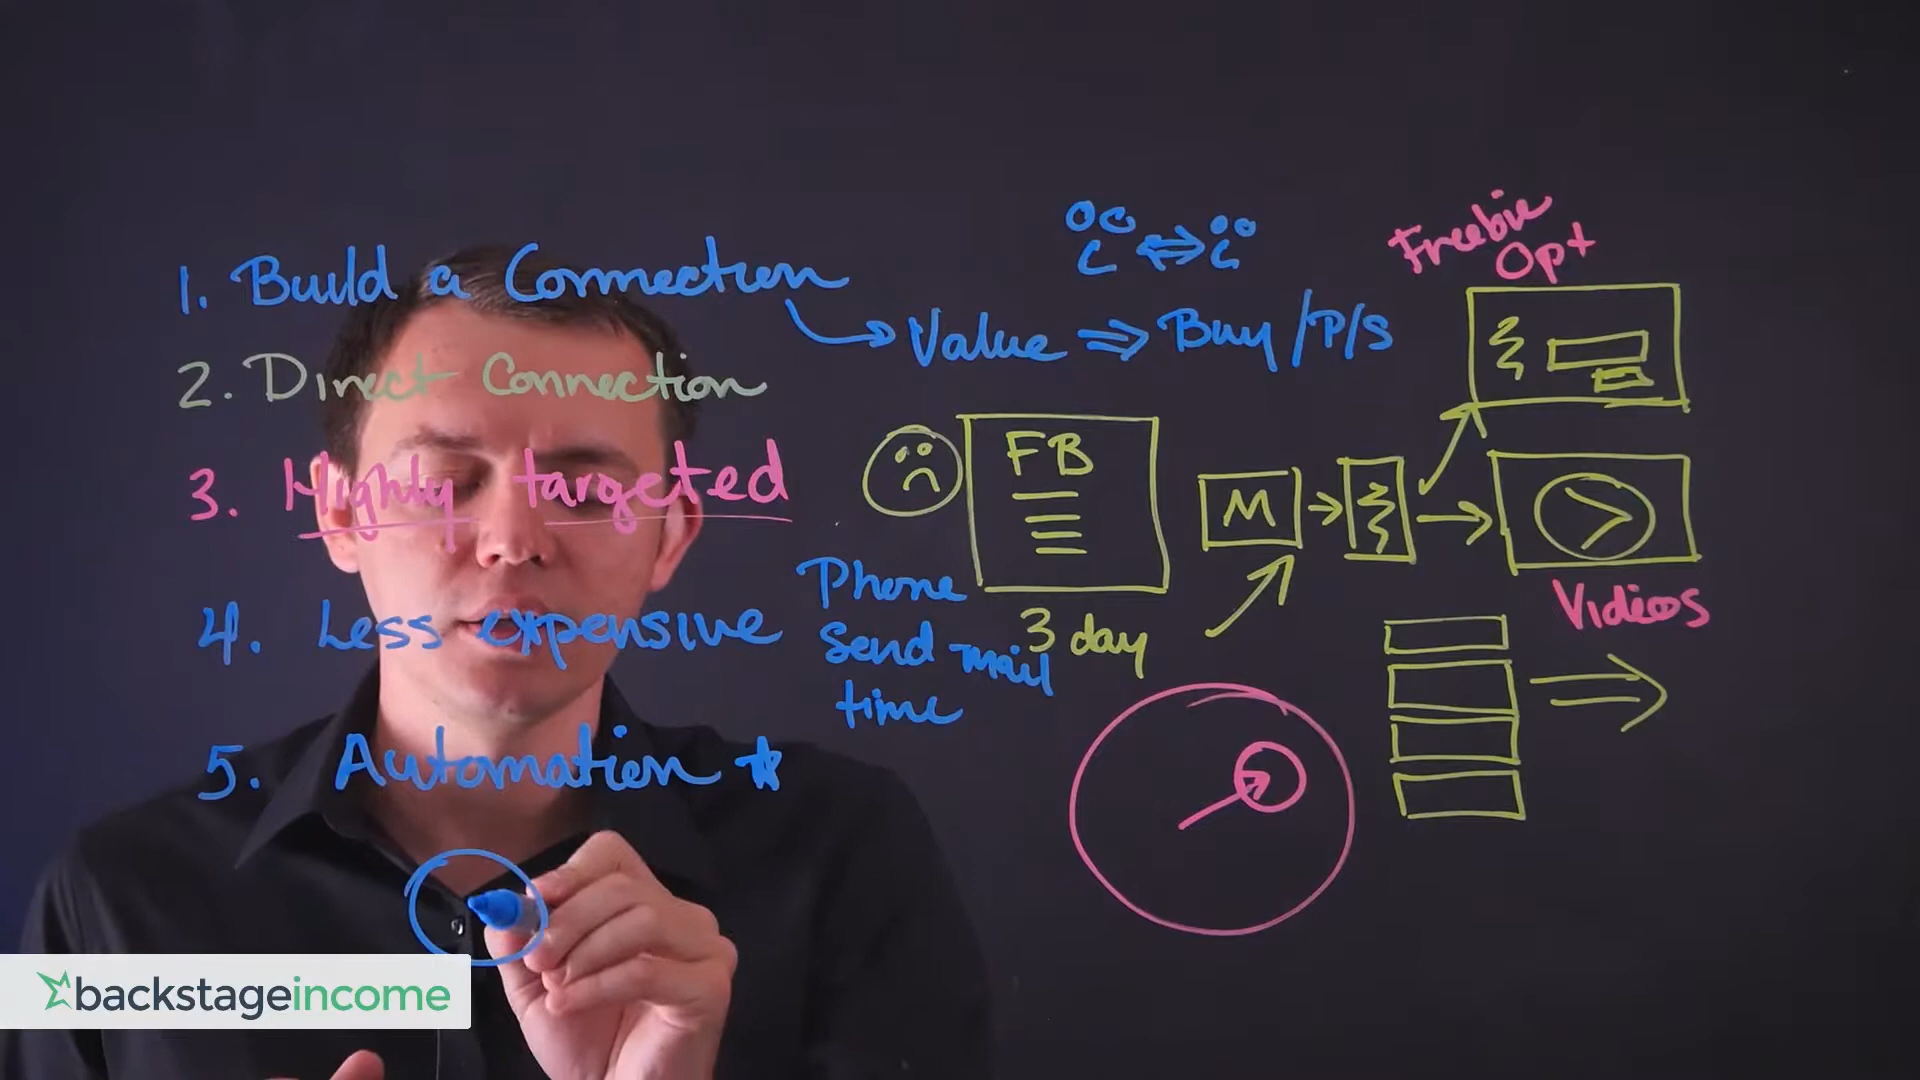 1. Build a Connection
Value ⇒ Buy/P/S
2. Direct Connection
3. Highly targeted
4. Less expensive
Phone
Send mail
time
5. Automation
FB
3 day
M
Freebie
Opt
Videos
backstageincome